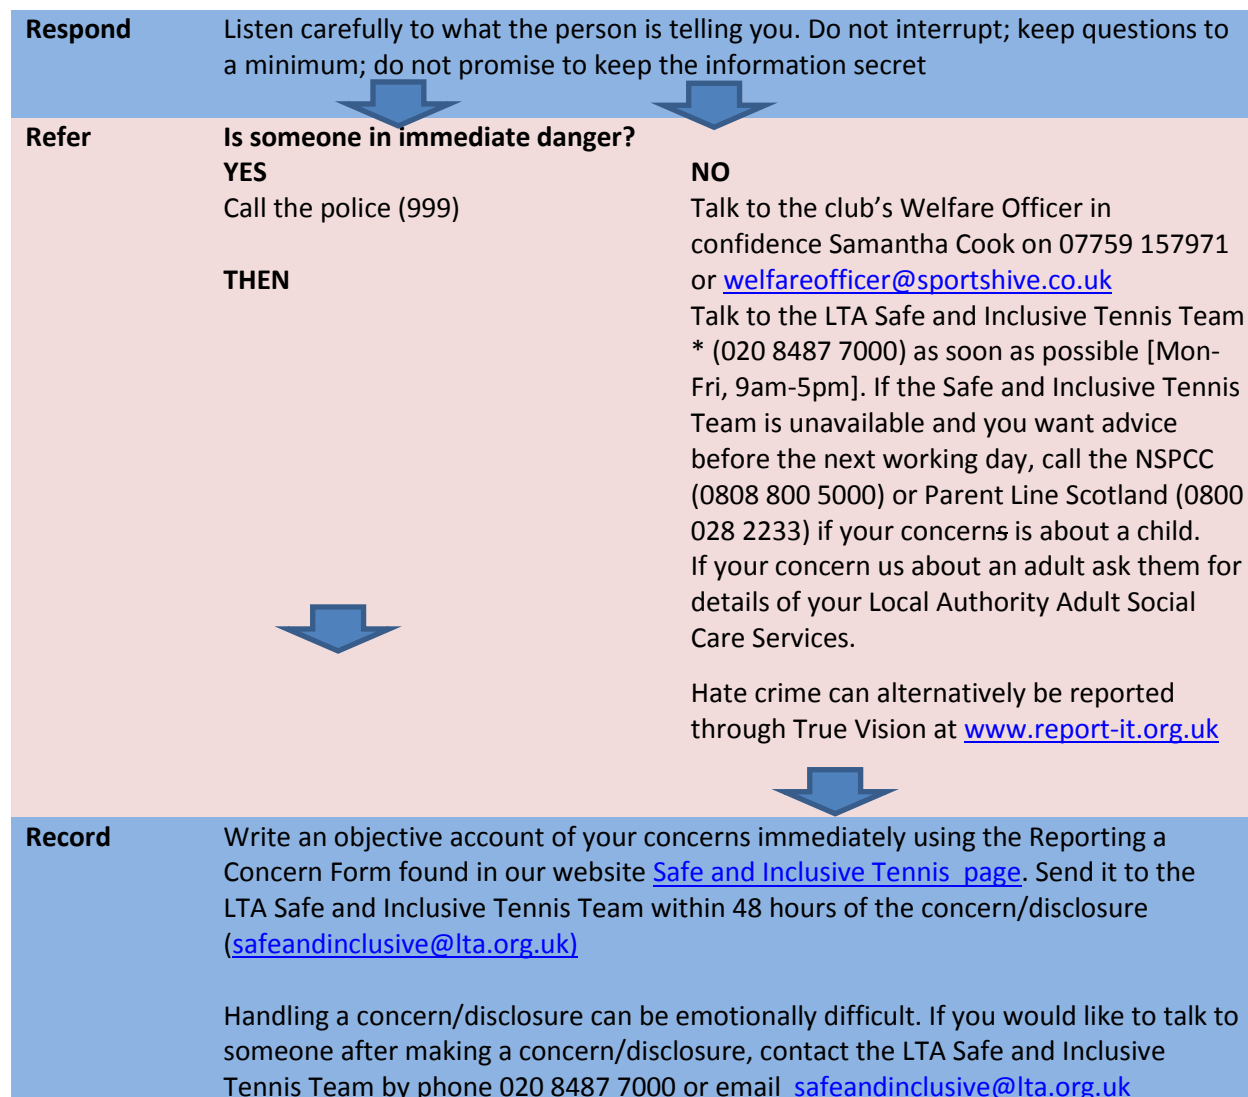 Respond Listen carefully to what the person is telling you. Do not interrupt; keep questions to
a minimum; do not promise to keep the information secret
Refer Is someone in immediate danger?
YES
Call the police (999)
THEN
NO
Talk to the club’s Welfare Officer in
confidence Samantha Cook on 07759 157971
or welfareofficer@sportshive.co.uk
Talk to the LTA Safe and Inclusive Tennis Team
* (020 8487 7000) as soon as possible [Mon-
Fri, 9am-5pm]. If the Safe and Inclusive Tennis
Team is unavailable and you want advice
before the next working day, call the NSPCC
(0808 800 5000) or Parent Line Scotland (0800
028 2233) if your concerns is about a child.
If your concern us about an adult ask them for
details of your Local Authority Adult Social
Care Services.
Hate crime can alternatively be reported
through True Vision at www.report-it.org.uk
Record Write an objective account of your concerns immediately using the Reporting a
Concern Form found in our website Safe and Inclusive Tennis  page. Send it to the
LTA Safe and Inclusive Tennis Team within 48 hours of the concern/disclosure
(safeandinclusive@lta.org.uk)
Handling a concern/disclosure can be emotionally difficult. If you would like to talk to
someone after making a concern/disclosure, contact the LTA Safe and Inclusive
Tennis Team by phone 020 8487 7000 or email  safeandinclusive@lta.org.uk